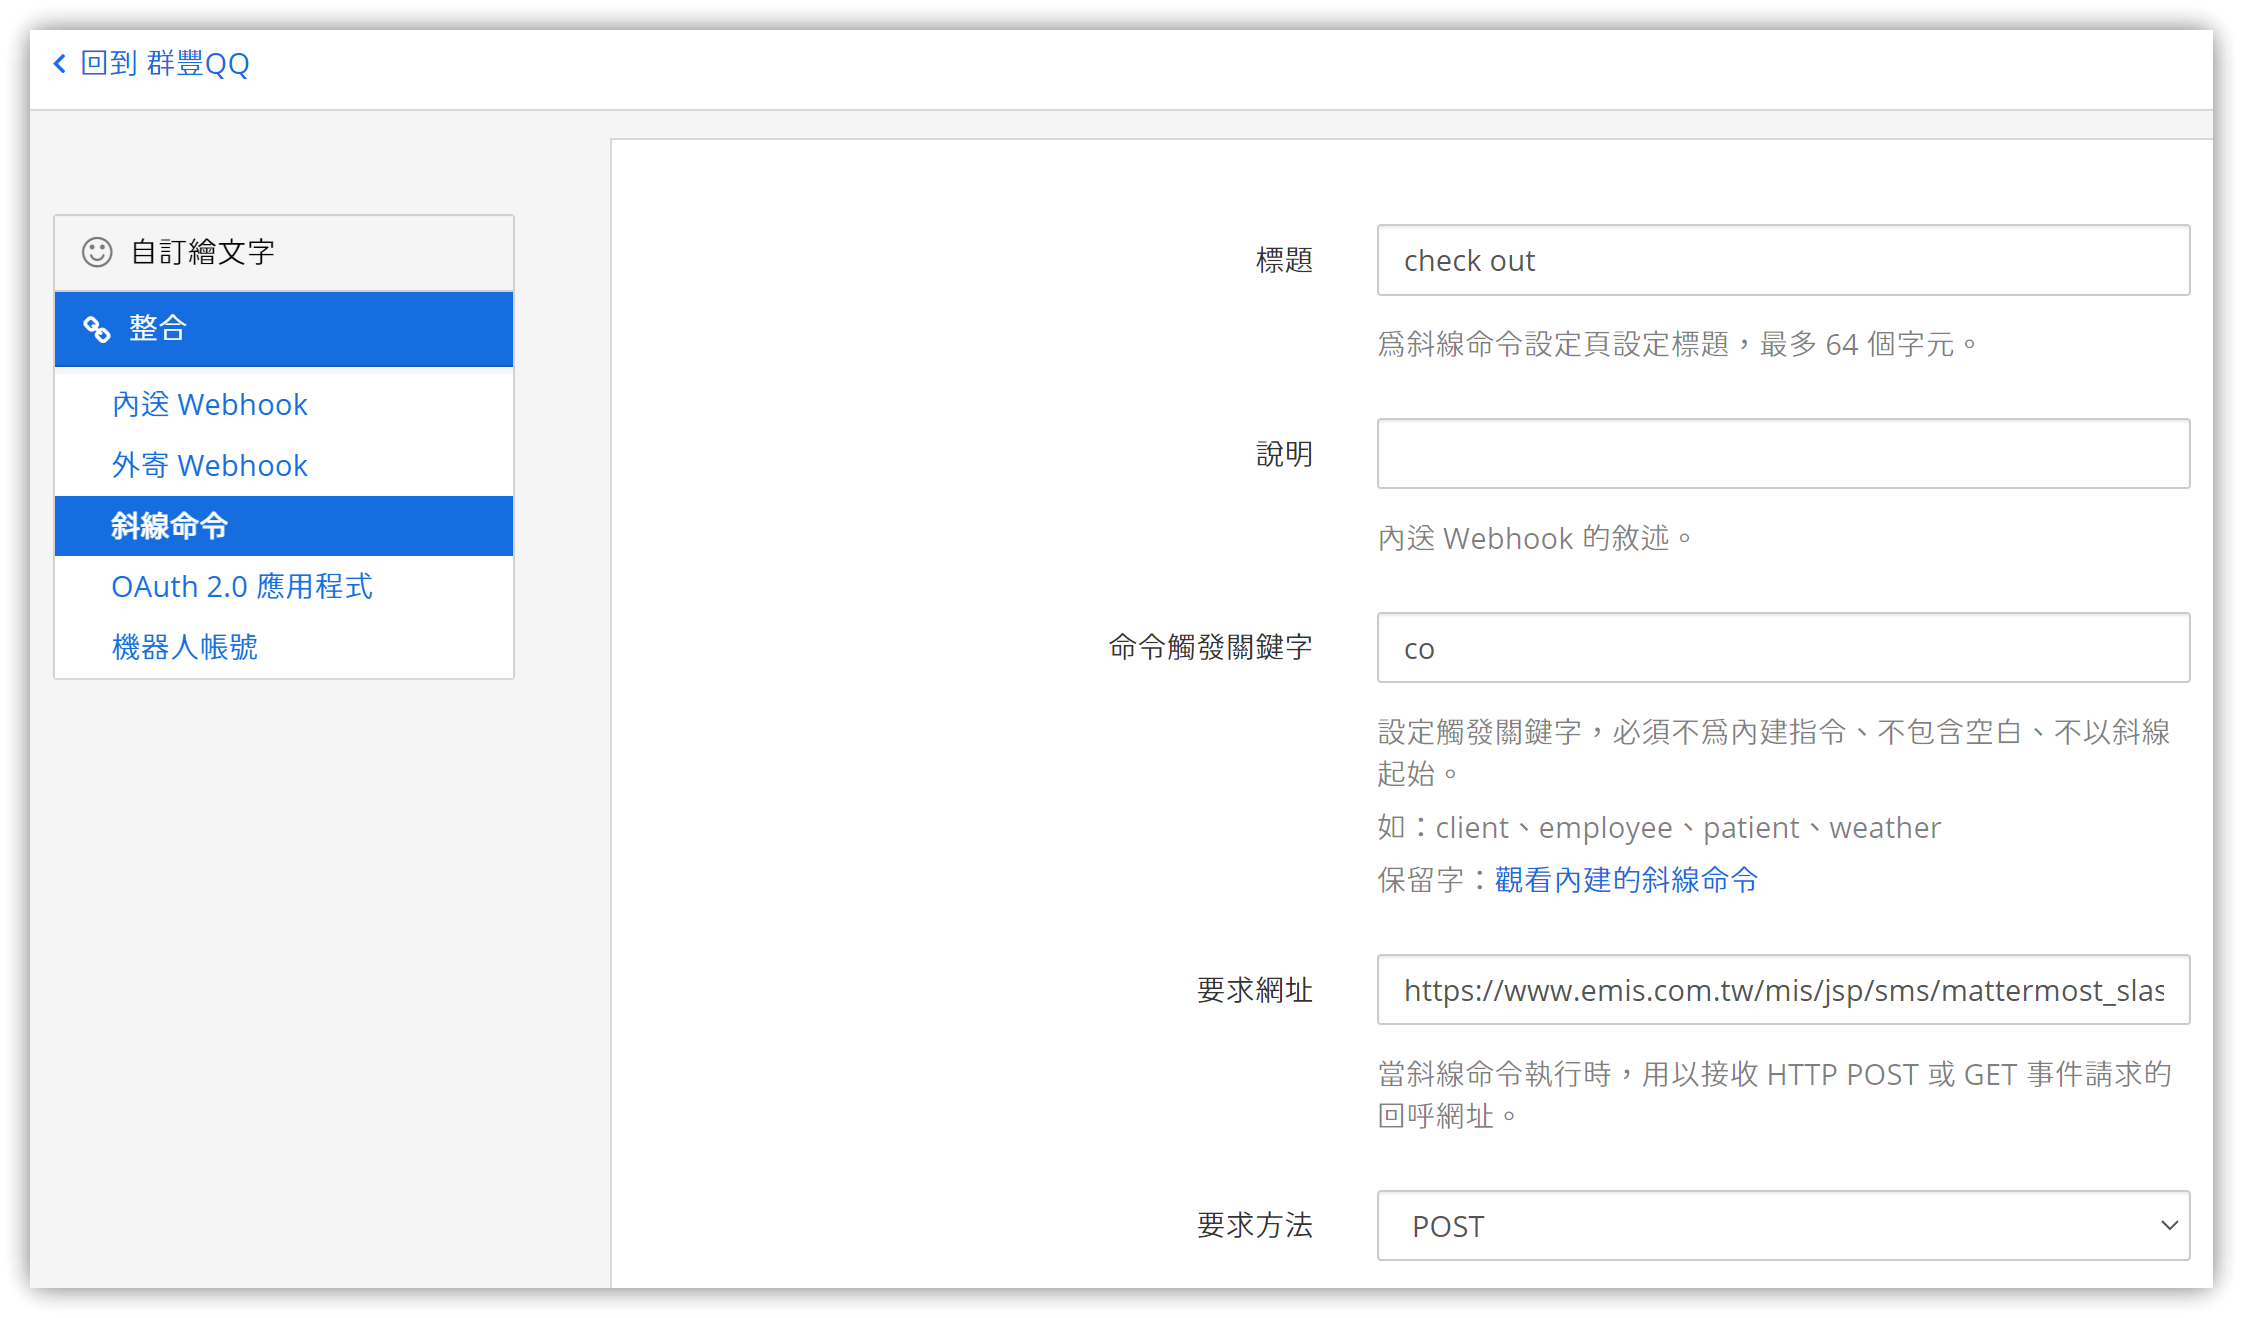 回到 群豐QQ
自訂繪文字
整合
內送 Webhook
外寄 Webhook
斜線命令
OAuth 2.0 應用程式
機器人帳號
標題
check out
為斜線命令設定頁設定標題，最多 64 個字元。
說明
內送 Webhook 的敘述。
命令觸發關鍵字
co
設定觸發關鍵字，必須不為內建指令、不包含空白、不以斜線
起始。
如：client、employee、patient、weather
保留字：觀看內建的斜線命令
要求網址
https://www.emis.com.tw/mis/jsp/sms/mattermost_slas
當斜線命令執行時，用以接收 HTTP POST 或 GET 事件請求的
回呼網址。
要求方法
POST